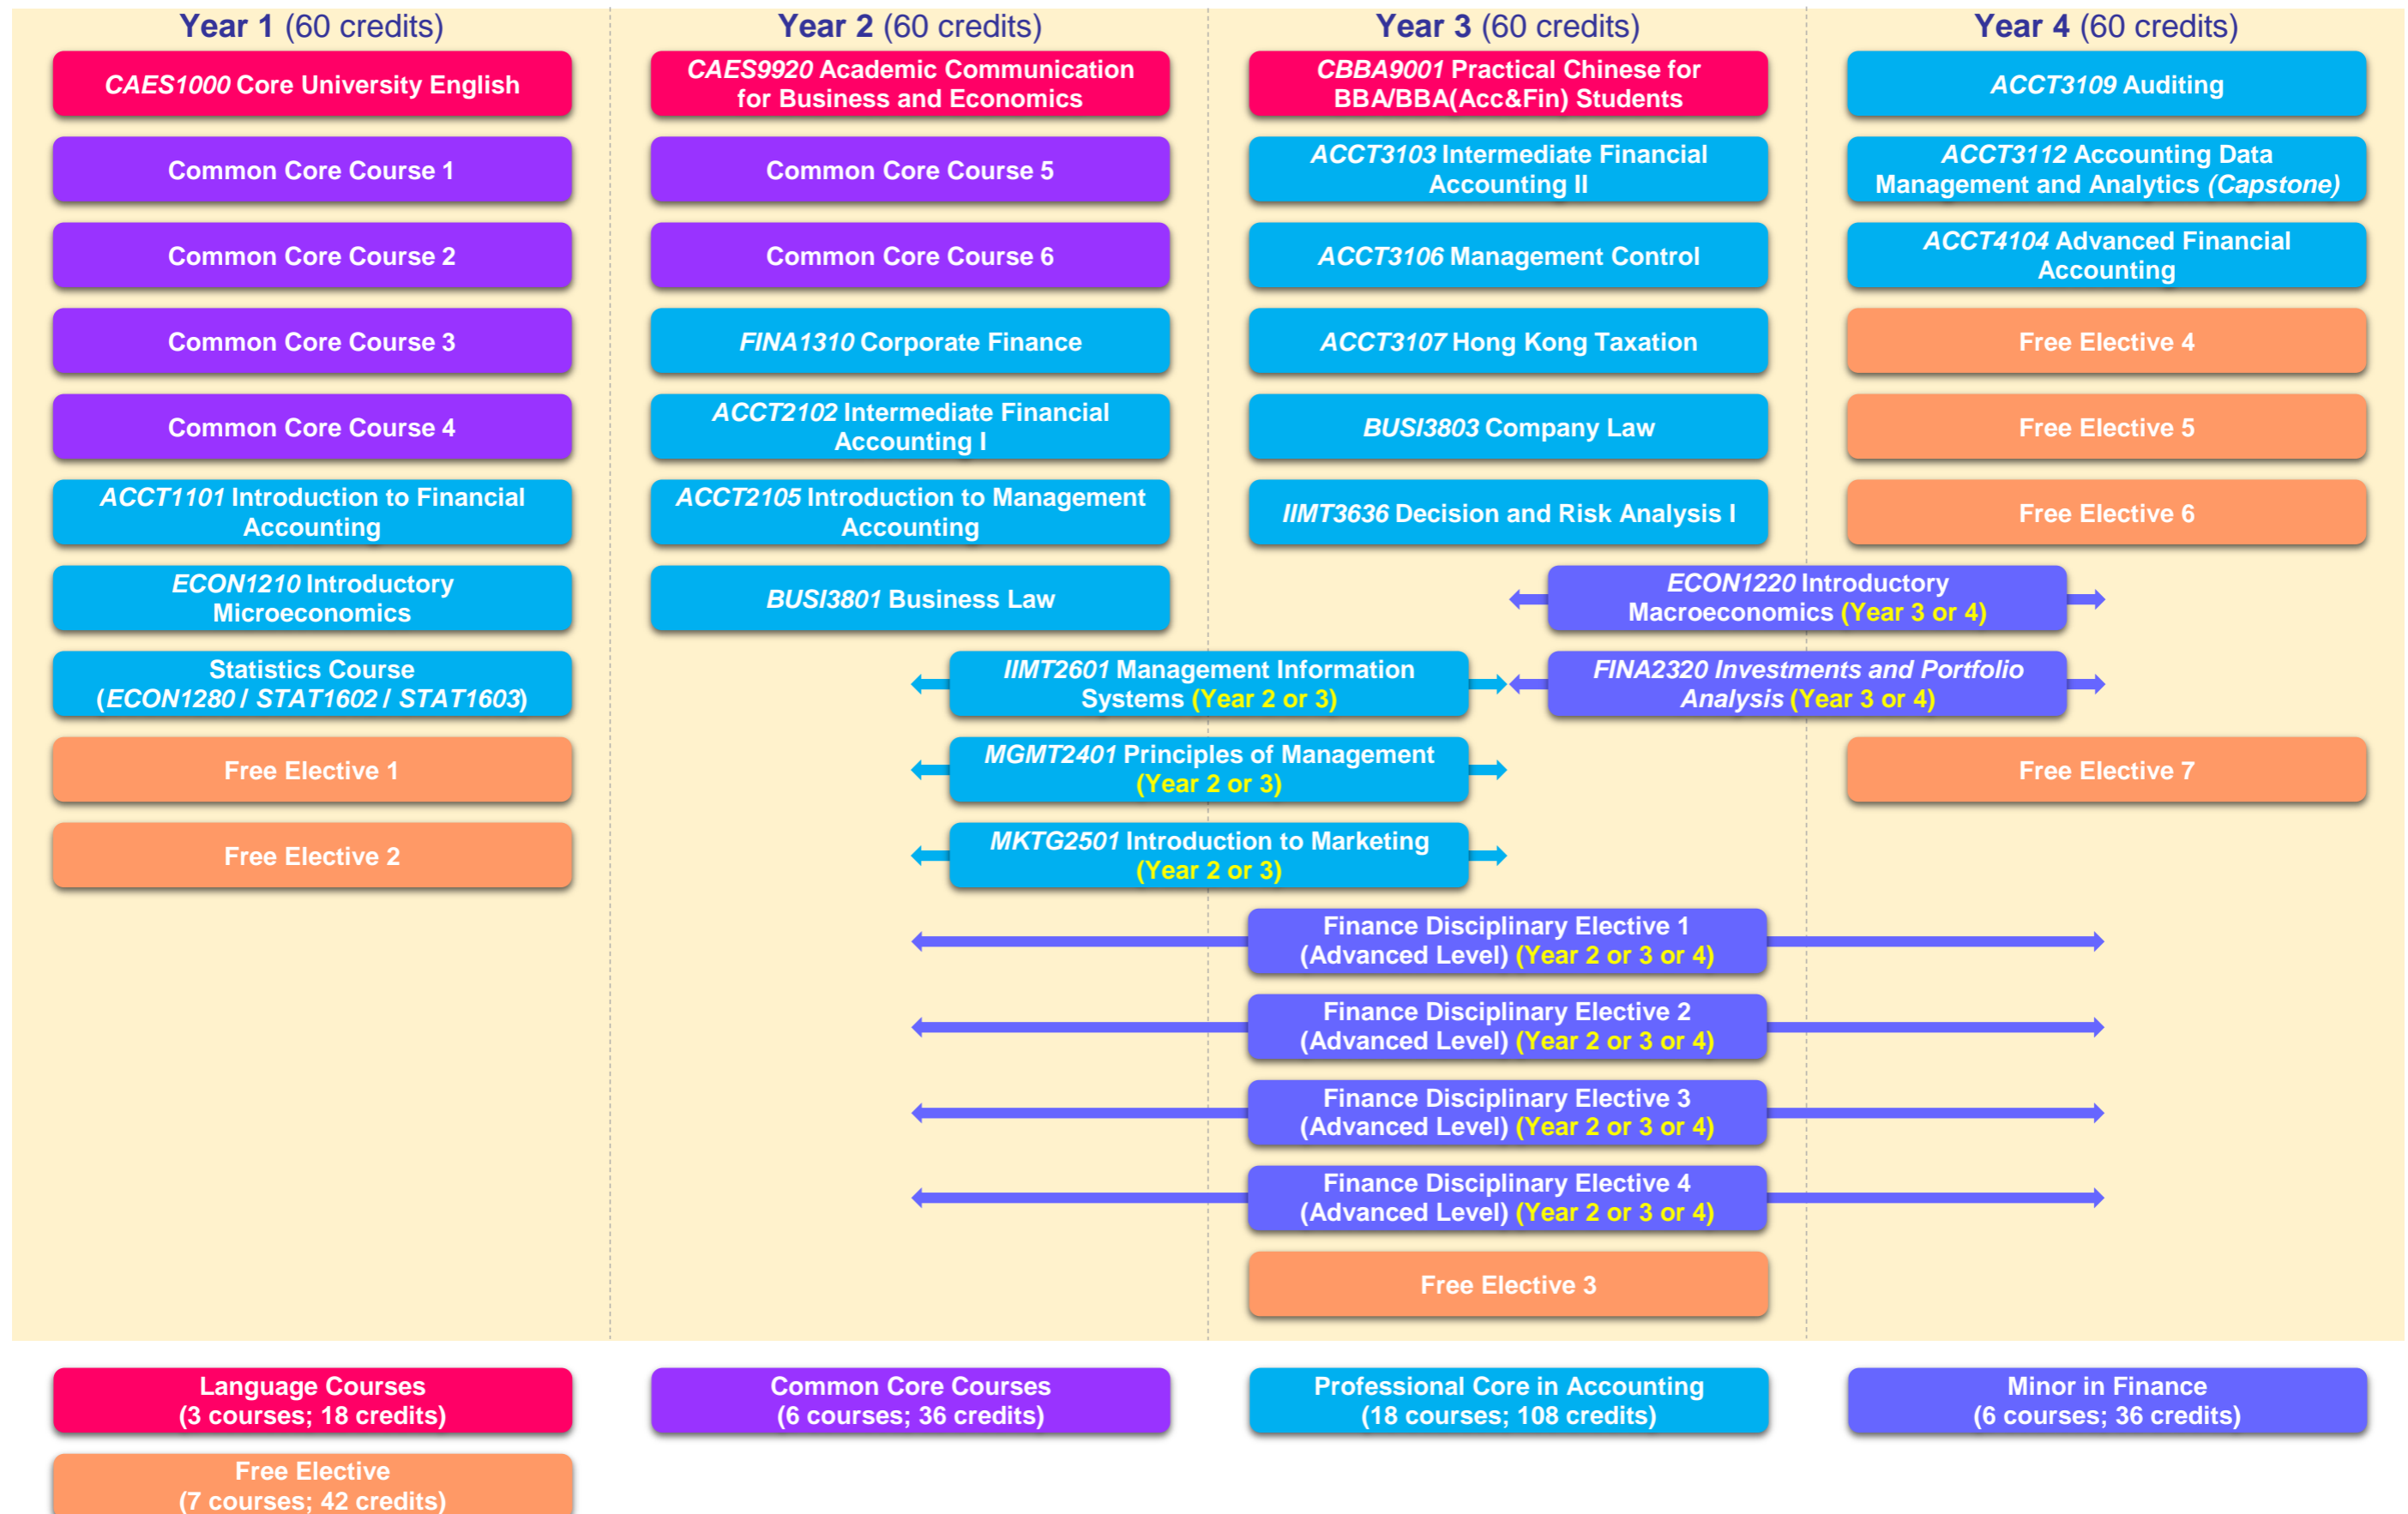 Year 1 (60 credits)
CAES1000 Core University English
Common Core Course 1
Common Core Course 2
Common Core Course 3
Common Core Course 4
ACCT1101 Introduction to Financial
Accounting
ECON1210 Introductory
Microeconomics
Statistics Course
(ECON1280 / STAT1602 / STAT1603)
Free Elective 1
Free Elective 2
Year 2 (60 credits)
CAES9920 Academic Communication
for Business and Economics
Common Core Course 5
Common Core Course 6
FINA1310 Corporate Finance
ACCT2102 Intermediate Financial
Accounting I
ACCT2105 Introduction to Management
Accounting
BUSI3801 Business Law
IIMT2601 Management Information
Systems (Year 2 or 3)
MGMT2401 Principles of Management
(Year 2 or 3)
MKTG2501 Introduction to Marketing
(Year 2 or 3)
Year 3 (60 credits)
CBBA9001 Practical Chinese for
BBA/BBA(Acc&Fin) Students
ACCT3103 Intermediate Financial
Accounting II
ACCT3106 Management Control
ACCT3107 Hong Kong Taxation
BUSI3803 Company Law
IIMT3636 Decision and Risk Analysis I
ECON1220 Introductory
Macroeconomics (Year 3 or 4)
FINA2320 Investments and Portfolio
Analysis (Year 3 or 4)
Finance Disciplinary Elective 1
(Advanced Level) (Year 2 or 3 or 4)
Finance Disciplinary Elective 2
(Advanced Level) (Year 2 or 3 or 4)
Finance Disciplinary Elective 3
(Advanced Level) (Year 2 or 3 or 4)
Finance Disciplinary Elective 4
(Advanced Level) (Year 2 or 3 or 4)
Free Elective 3
Year 4 (60 credits)
ACCT3109 Auditing
ACCT3112 Accounting Data
Management and Analytics (Capstone)
ACCT4104 Advanced Financial
Accounting
Free Elective 4
Free Elective 5
Free Elective 6
Free Elective 7
Language Courses
(3 courses; 18 credits)
Common Core Courses
(6 courses; 36 credits)
Professional Core in Accounting
(18 courses; 108 credits)
Minor in Finance
(6 courses; 36 credits)
Free Elective
(7 courses; 42 credits)